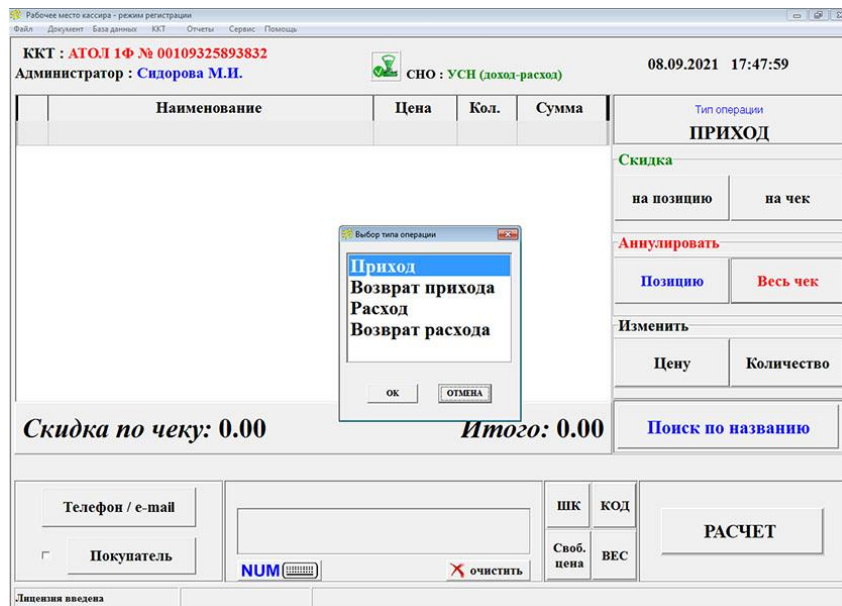 Рабочее место кассира - режим регистрации
Файл Документ База данных ККТ Отчеты Сервис Помощь
ККТ : АТОЛ 1Ф № 00109325893832
Администратор : Сидорова М.И.
СНО : УСН (доход-расход)
08.09.2021 17:47:59
Наименование Цена Кол. Сумма
Тип операции
ПРИХОД
Скидка
на позицию на чек
Аннулировать
Позицию Весь чек
Изменить
Цену Количество
Выбор типа операции
Приход
Возврат прихода
Расход
Возврат расхода
ОК ОТМЕНА
Скидка по чеку: 0.00 Итого: 0.00
Поиск по названию
Телефон / e-mail
Покупатель
NUM
очистить
ШК КОД
Своб. цена ВЕС
РАСЧЕТ
Лицензия введена